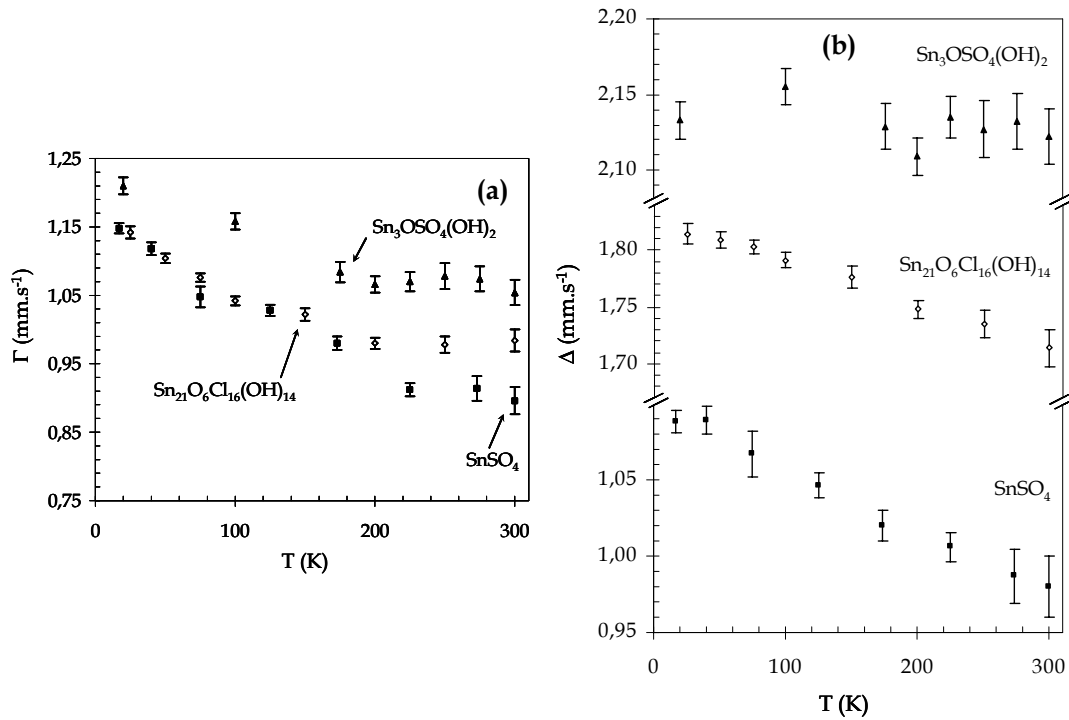 (a)
1,25
1,15
1,05
0,95
0,85
0,75
Γ (mm.s⁻¹)
Sn₃OSO₄(OH)₂
Sn₂₁O₆Cl₁₆(OH)₁₄
SnSO₄
0 100 200 300
T (K)
(b)
2,20
2,15
2,10
1,80
1,75
1,70
1,05
1,00
0,95
Δ (mm.s⁻¹)
Sn₃OSO₄(OH)₂
Sn₂₁O₆Cl₁₆(OH)₁₄
SnSO₄
0 100 200 300
T (K)